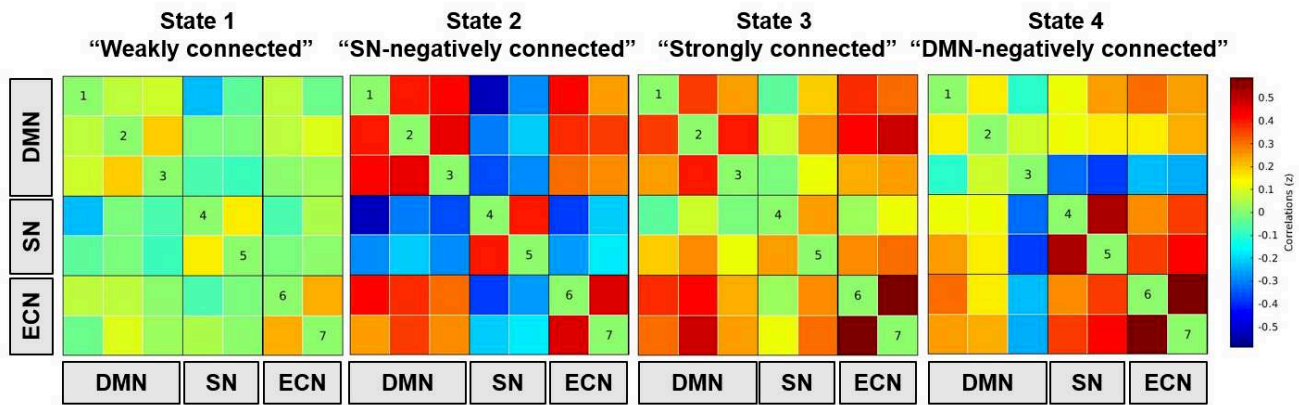 State 1
"Weakly connected"
State 2
"SN-negatively connected"
State 3
"Strongly connected"
State 4
"DMN-negatively connected"
DMN
SN
ECN
1
2
3
4
5
6
7
1
2
3
4
5
6
7
1
2
3
4
5
6
7
1
2
3
4
5
6
7
DMN SN ECN
DMN SN ECN
DMN SN ECN
DMN SN ECN
0.5
0.4
0.3
0.2
0.1
0
-0.1
-0.2
-0.3
-0.4
-0.5
Correlations (z)